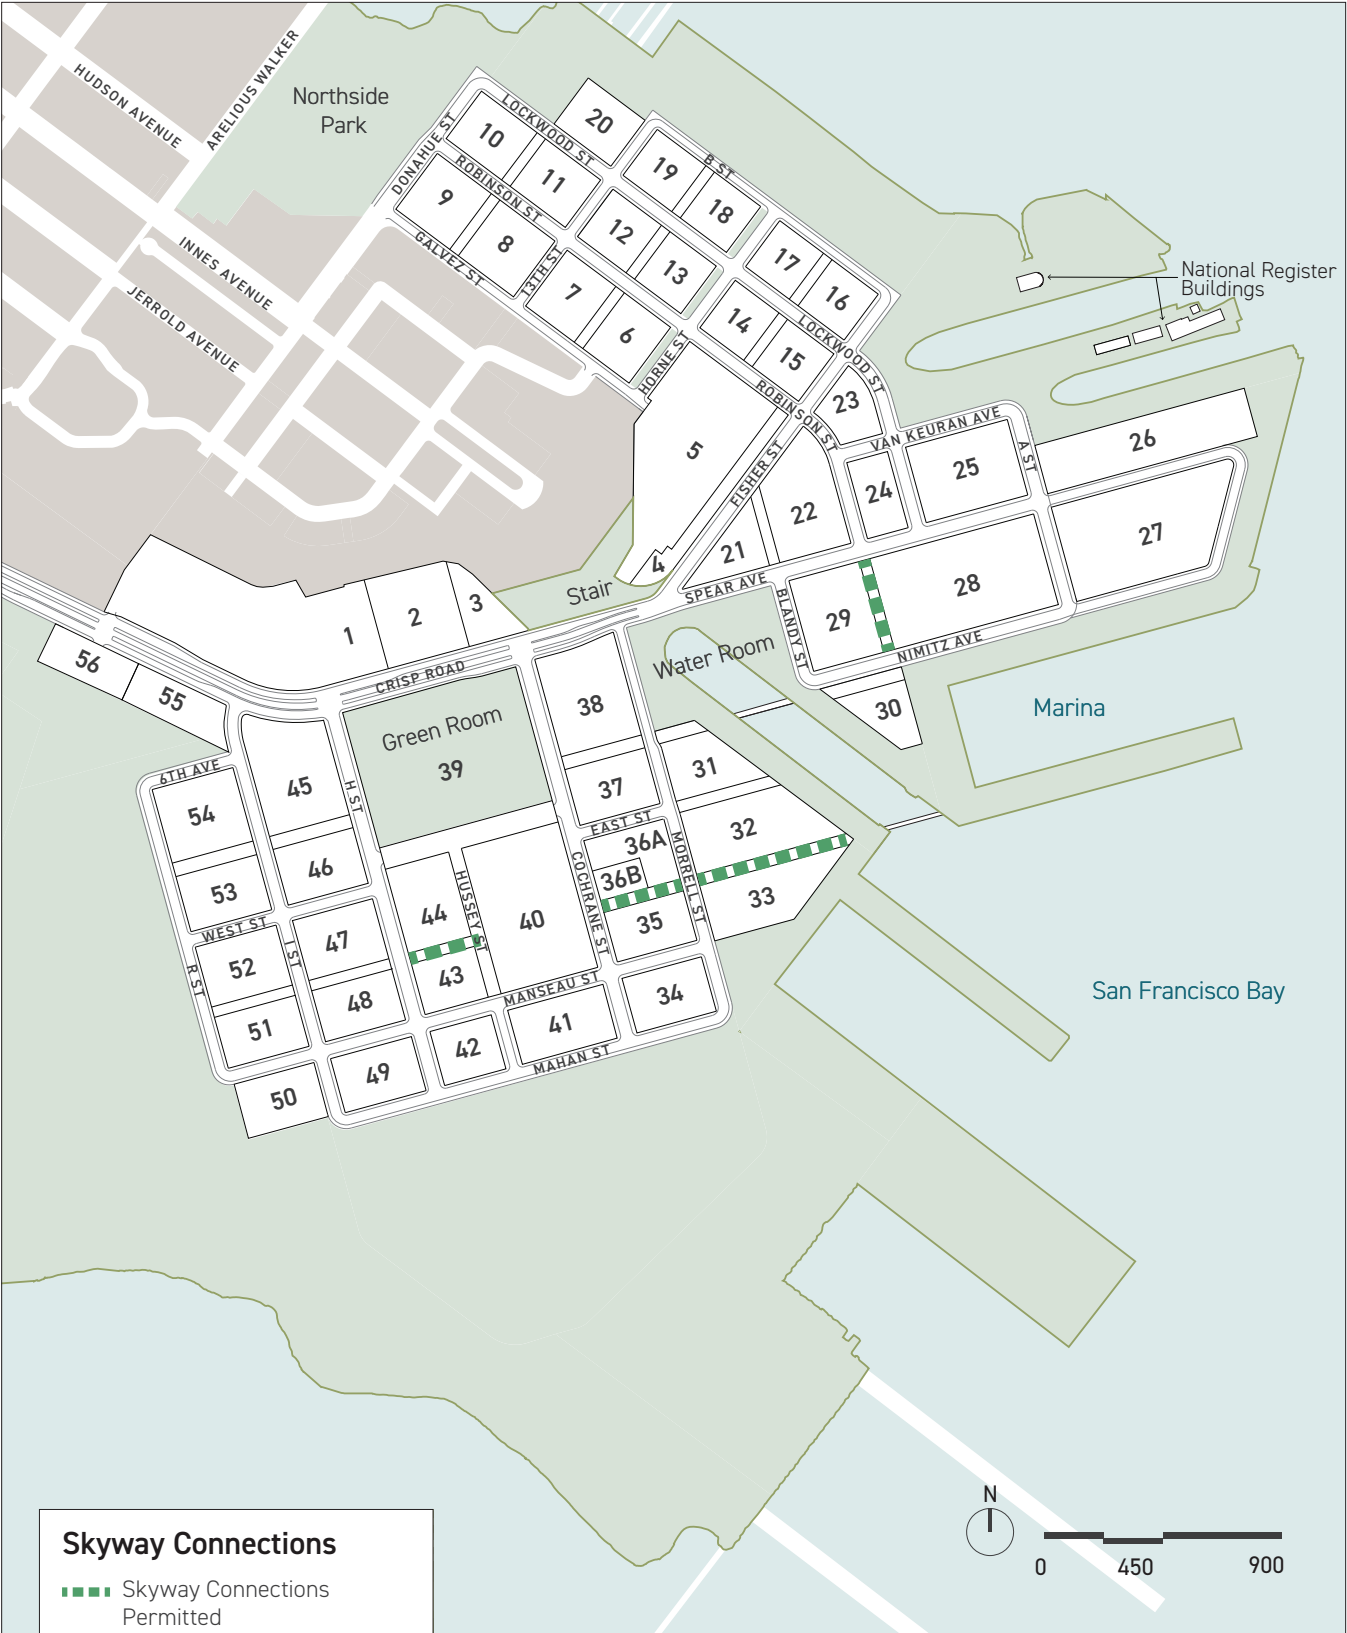 HUDSON AVENUE
ARELIOUS WALKER
Northside
Park
INNES AVENUE
JERROLD AVENUE
DONAHUE ST
LOCKWOOD ST
ROBINSON ST
GALVEZ ST
13TH ST
B ST
HORNE ST
20
10
11
19
18
9
8
12
13
17
16
7
6
14
15
LOCKWOOD ST
ROBINSON ST
National Register
Buildings
5
23
FISHER ST
VAN KEURAN AVE
A ST
26
25
24
22
27
21
4
Stair
SPEAR AVE
BLANDY ST
28
29
NIMITZ AVE
30
1
2
3
CRISP ROAD
56
55
Water Room
Marina
38
Green Room
39
6TH AVE
H ST
45
54
37
31
EAST ST
32
36A
36B
MORRELL ST
COCHRANE ST
46
53
HUSSEY ST
44
40
33
35
WEST ST
I ST
R ST
47
52
43
MANSEAU ST
48
51
34
41
42
MAHAN ST
49
50
San Francisco Bay
N
0
450
900
Skyway Connections
Skyway Connections
Permitted